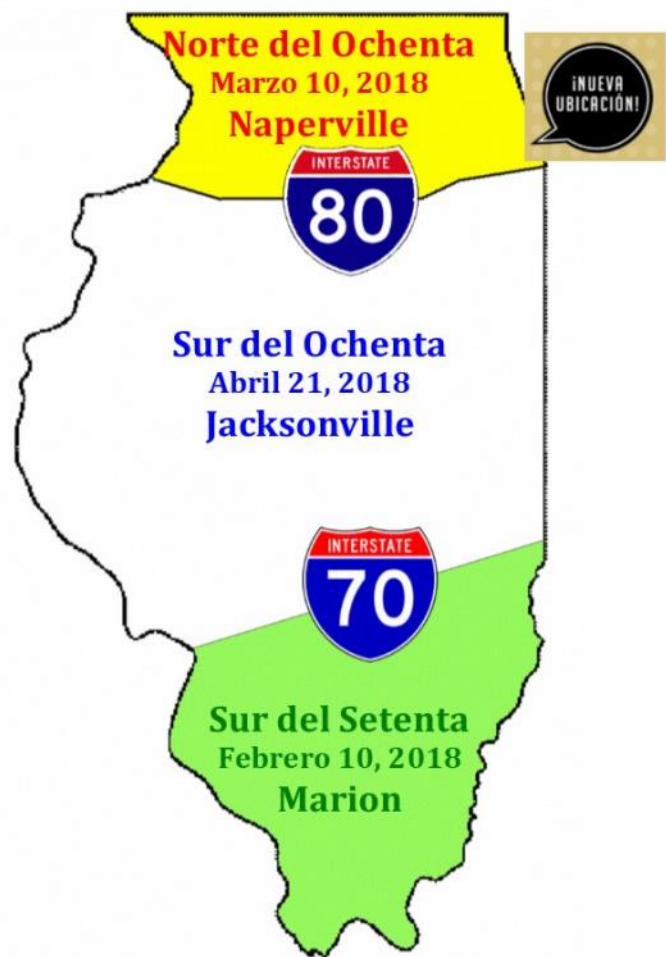 Norte del Ochenta
Marzo 10, 2018
Naperville
¡NUEVA
UBICACIÓN!
INTERSTATE
80
Sur del Ochenta
Abril 21, 2018
Jacksonville
INTERSTATE
70
Sur del Setenta
Febrero 10, 2018
Marion